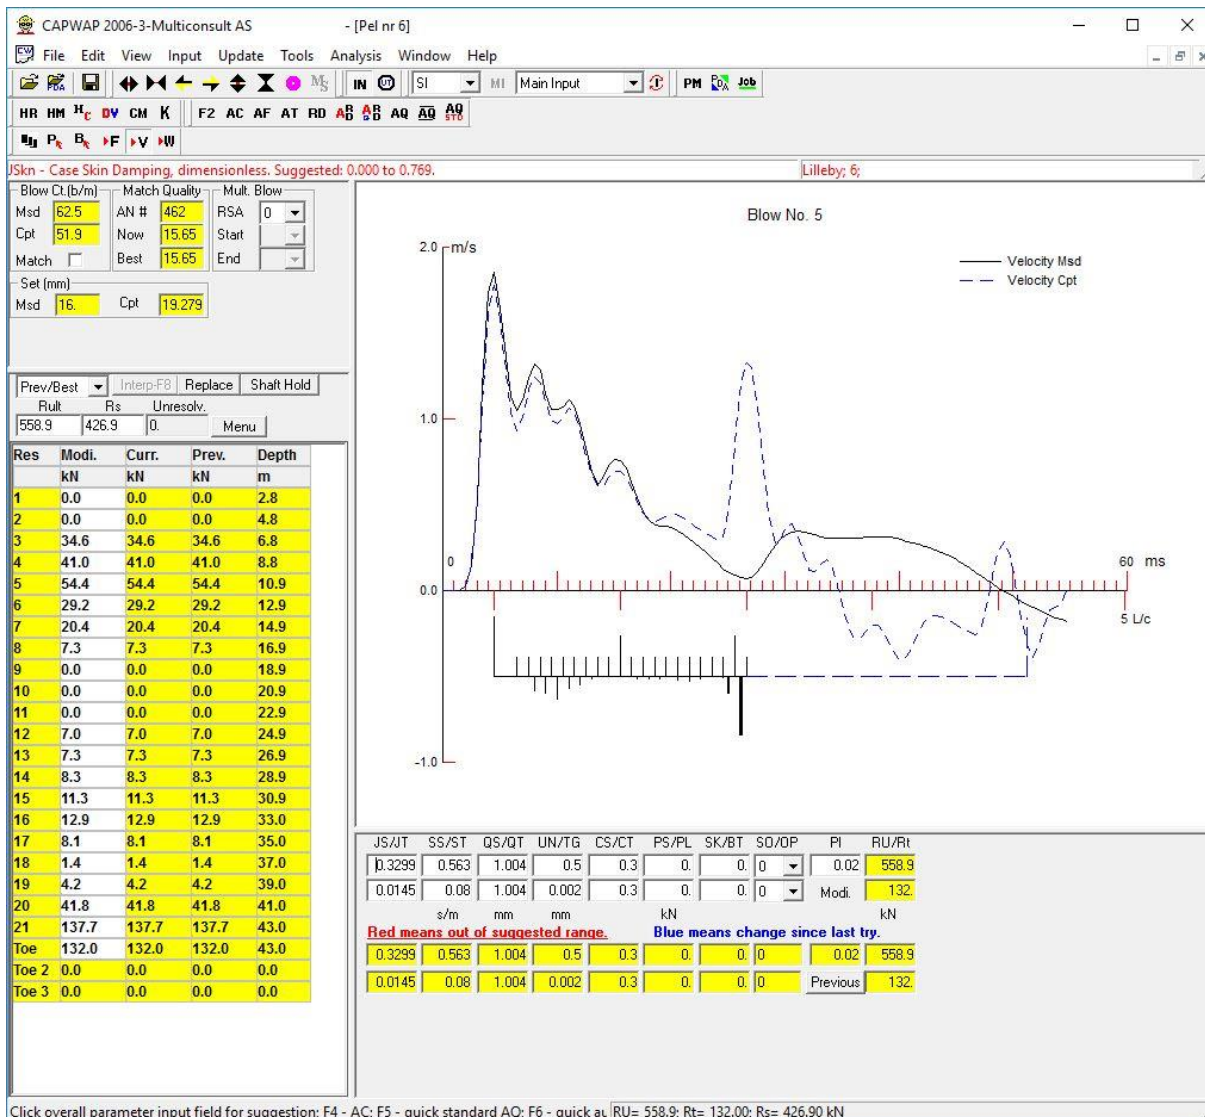 CAPWAP 2006-3-Multiconsult AS - [Pel nr 6]
File Edit View Input Update Tools Analysis Window Help
IN UT SI MI Main Input PM PDA Job
HR HM HC DV CM K F2 AC AF AT RD AQ AQ AQ STD
F V W
JSkn - Case Skin Damping, dimensionless. Suggested: 0.000 to 0.769. Lilleby; 6;
Blow Ct.(b/m) Match Quality Mult. Blow
Msd 62.5 AN # 462 RSA 0
Cpt 51.9 Now 15.65 Start
Match Best 15.65 End
Set (mm)
Msd 16. Cpt 19.279
Prev/Best Interp-F8 Replace Shaft Hold
Rult Rs Unresolv.
558.9 426.9 0. Menu
Res Modi. Curr. Prev. Depth
kN kN kN m
1 0.0 0.0 0.0 2.8
2 0.0 0.0 0.0 4.8
3 34.6 34.6 34.6 6.8
4 41.0 41.0 41.0 8.8
5 54.4 54.4 54.4 10.9
6 29.2 29.2 29.2 12.9
7 20.4 20.4 20.4 14.9
8 7.3 7.3 7.3 16.9
9 0.0 0.0 0.0 18.9
10 0.0 0.0 0.0 20.9
11 0.0 0.0 0.0 22.9
12 7.0 7.0 7.0 24.9
13 7.3 7.3 7.3 26.9
14 8.3 8.3 8.3 28.9
15 11.3 11.3 11.3 30.9
16 12.9 12.9 12.9 33.0
17 8.1 8.1 8.1 35.0
18 1.4 1.4 1.4 37.0
19 4.2 4.2 4.2 39.0
20 41.8 41.8 41.8 41.0
21 137.7 137.7 137.7 43.0
Toe 132.0 132.0 132.0 43.0
Toe 2 0.0 0.0 0.0 0.0
Toe 3 0.0 0.0 0.0 0.0
Blow No. 5
2.0 m/s
Velocity Msd
Velocity Cpt
1.0
0 60 ms
0.0
5 L/c
-1.0
JS/JT SS/ST QS/QT UN/TG CS/CT PS/PL SK/BT SO/OP PI RU/Rt
0.3299 0.563 1.004 0.5 0.3 0. 0. 0 0.02 558.9
0.0145 0.08 1.004 0.002 0.3 0. 0. 0 Modi. 132.
s/m mm mm kN kN
Red means out of suggested range. Blue means change since last try.
0.3299 0.563 1.004 0.5 0.3 0. 0. 0 0.02 558.9
0.0145 0.08 1.004 0.002 0.3 0. 0. 0 Previous 132.
Click overall parameter input field for suggestion: F4 - AC; F5 - quick standard AQ; F6 - quick au RU= 558.9; Rt= 132.00; Rs= 426.90 kN